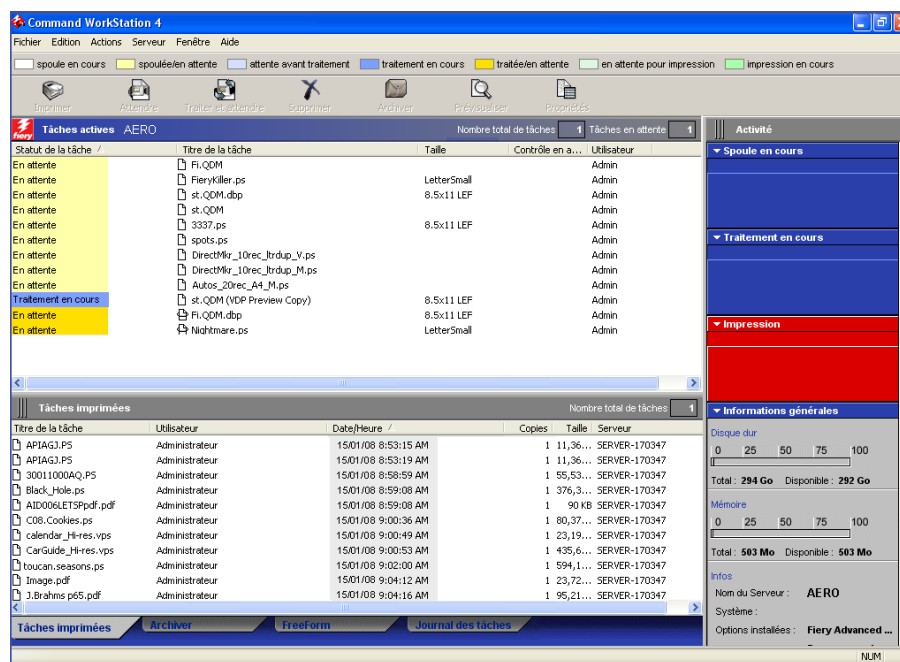 Command WorkStation 4
Fichier Edition Actions Serveur Fenêtre Aide
spoule en cours spoulée/en attente attente avant traitement traitement en cours traitée/en attente en attente pour impression impression en cours
Imprimer Attendre Traiter et attendre Supprimer Archiver Prévisualiser Propriétés
fiery Tâches actives AERO Nombre total de tâches 1 Tâches en attente 1
Statut de la tâche Titre de la tâche Taille Contrôle en a... Utilisateur
En attente Fi.QDM Admin
En attente FieryKiller.ps LetterSmall Admin
En attente st.QDM.dbp 8.5x11 LEF Admin
En attente st.QDM Admin
En attente 3337.ps 8.5x11 LEF Admin
En attente spots.ps Admin
En attente DirectMkr_10rec_ltrdup_V.ps Admin
En attente DirectMkr_10rec_ltrdup_M.ps Admin
En attente Autos_20rec_A4_M.ps Admin
Traitement en cours st.QDM (VDP Preview Copy) 8.5x11 LEF Admin
En attente Fi.QDM.dbp 8.5x11 LEF Admin
En attente Nightmare.ps LetterSmall Admin
Tâches imprimées Nombre total de tâches 1
Titre de la tâche Utilisateur Date/Heure Copies Taille Serveur
APIAGJ.PS Administrateur 15/01/08 8:53:15 AM 1 11,36... SERVER-170347
APIAGJ.PS Administrateur 15/01/08 8:53:19 AM 1 11,36... SERVER-170347
30011000AQ.PS Administrateur 15/01/08 8:58:59 AM 1 55,53... SERVER-170347
Black_Hole.ps Administrateur 15/01/08 8:59:08 AM 1 376,3... SERVER-170347
AID006LETSPpdf.pdf Administrateur 15/01/08 8:59:08 AM 1 90 KB SERVER-170347
C08.Cookies.ps Administrateur 15/01/08 9:00:36 AM 1 80,37... SERVER-170347
calendar_Hi-res.vps Administrateur 15/01/08 9:00:49 AM 1 23,19... SERVER-170347
CarGuide_Hi-res.vps Administrateur 15/01/08 9:00:53 AM 1 435,6... SERVER-170347
toucan.seasons.ps Administrateur 15/01/08 9:02:00 AM 1 594,1... SERVER-170347
Image.pdf Administrateur 15/01/08 9:04:12 AM 1 23,72... SERVER-170347
J.Brahms p65.pdf Administrateur 15/01/08 9:04:16 AM 1 95,21... SERVER-170347
Tâches imprimées Archiver FreeForm Journal des tâches
Activité
Spoule en cours
Traitement en cours
Impression
Informations générales
Disque dur
0 25 50 75 100
Total : 294 Go Disponible : 292 Go
Mémoire
0 25 50 75 100
Total : 503 Mo Disponible : 503 Mo
Infos
Nom du Serveur : AERO
Système :
Options installées : Fiery Advanced ...
NUM